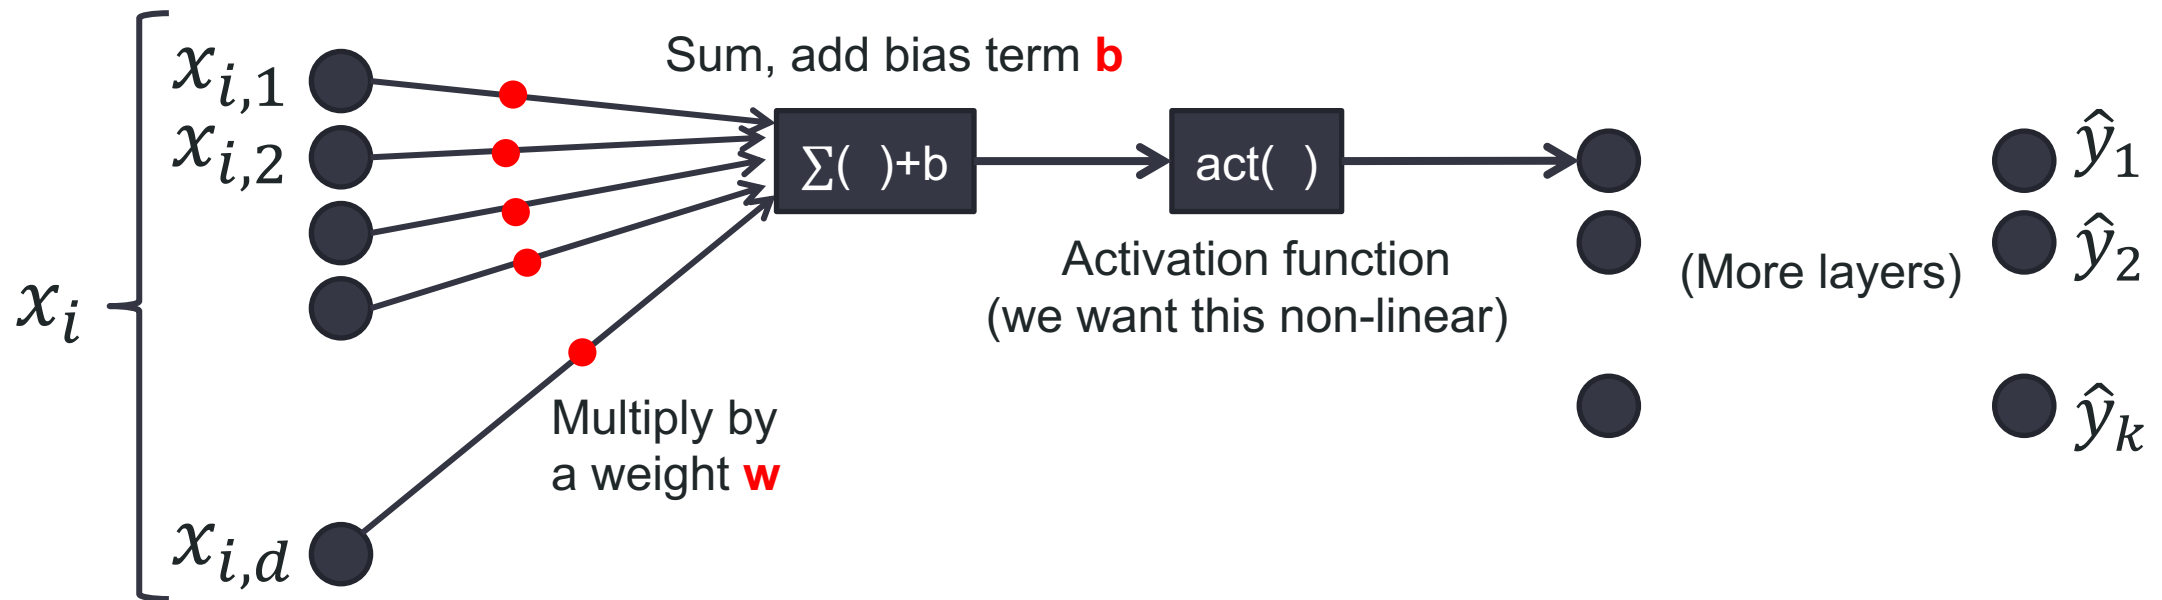 Sum, add bias term b
x_{i,1}
x_{i,2}
x_i
x_{i,d}
∑( )+b
act( )
Activation function
(we want this non-linear)
Multiply by
a weight w
(More layers)
ŷ_1
ŷ_2
ŷ_k